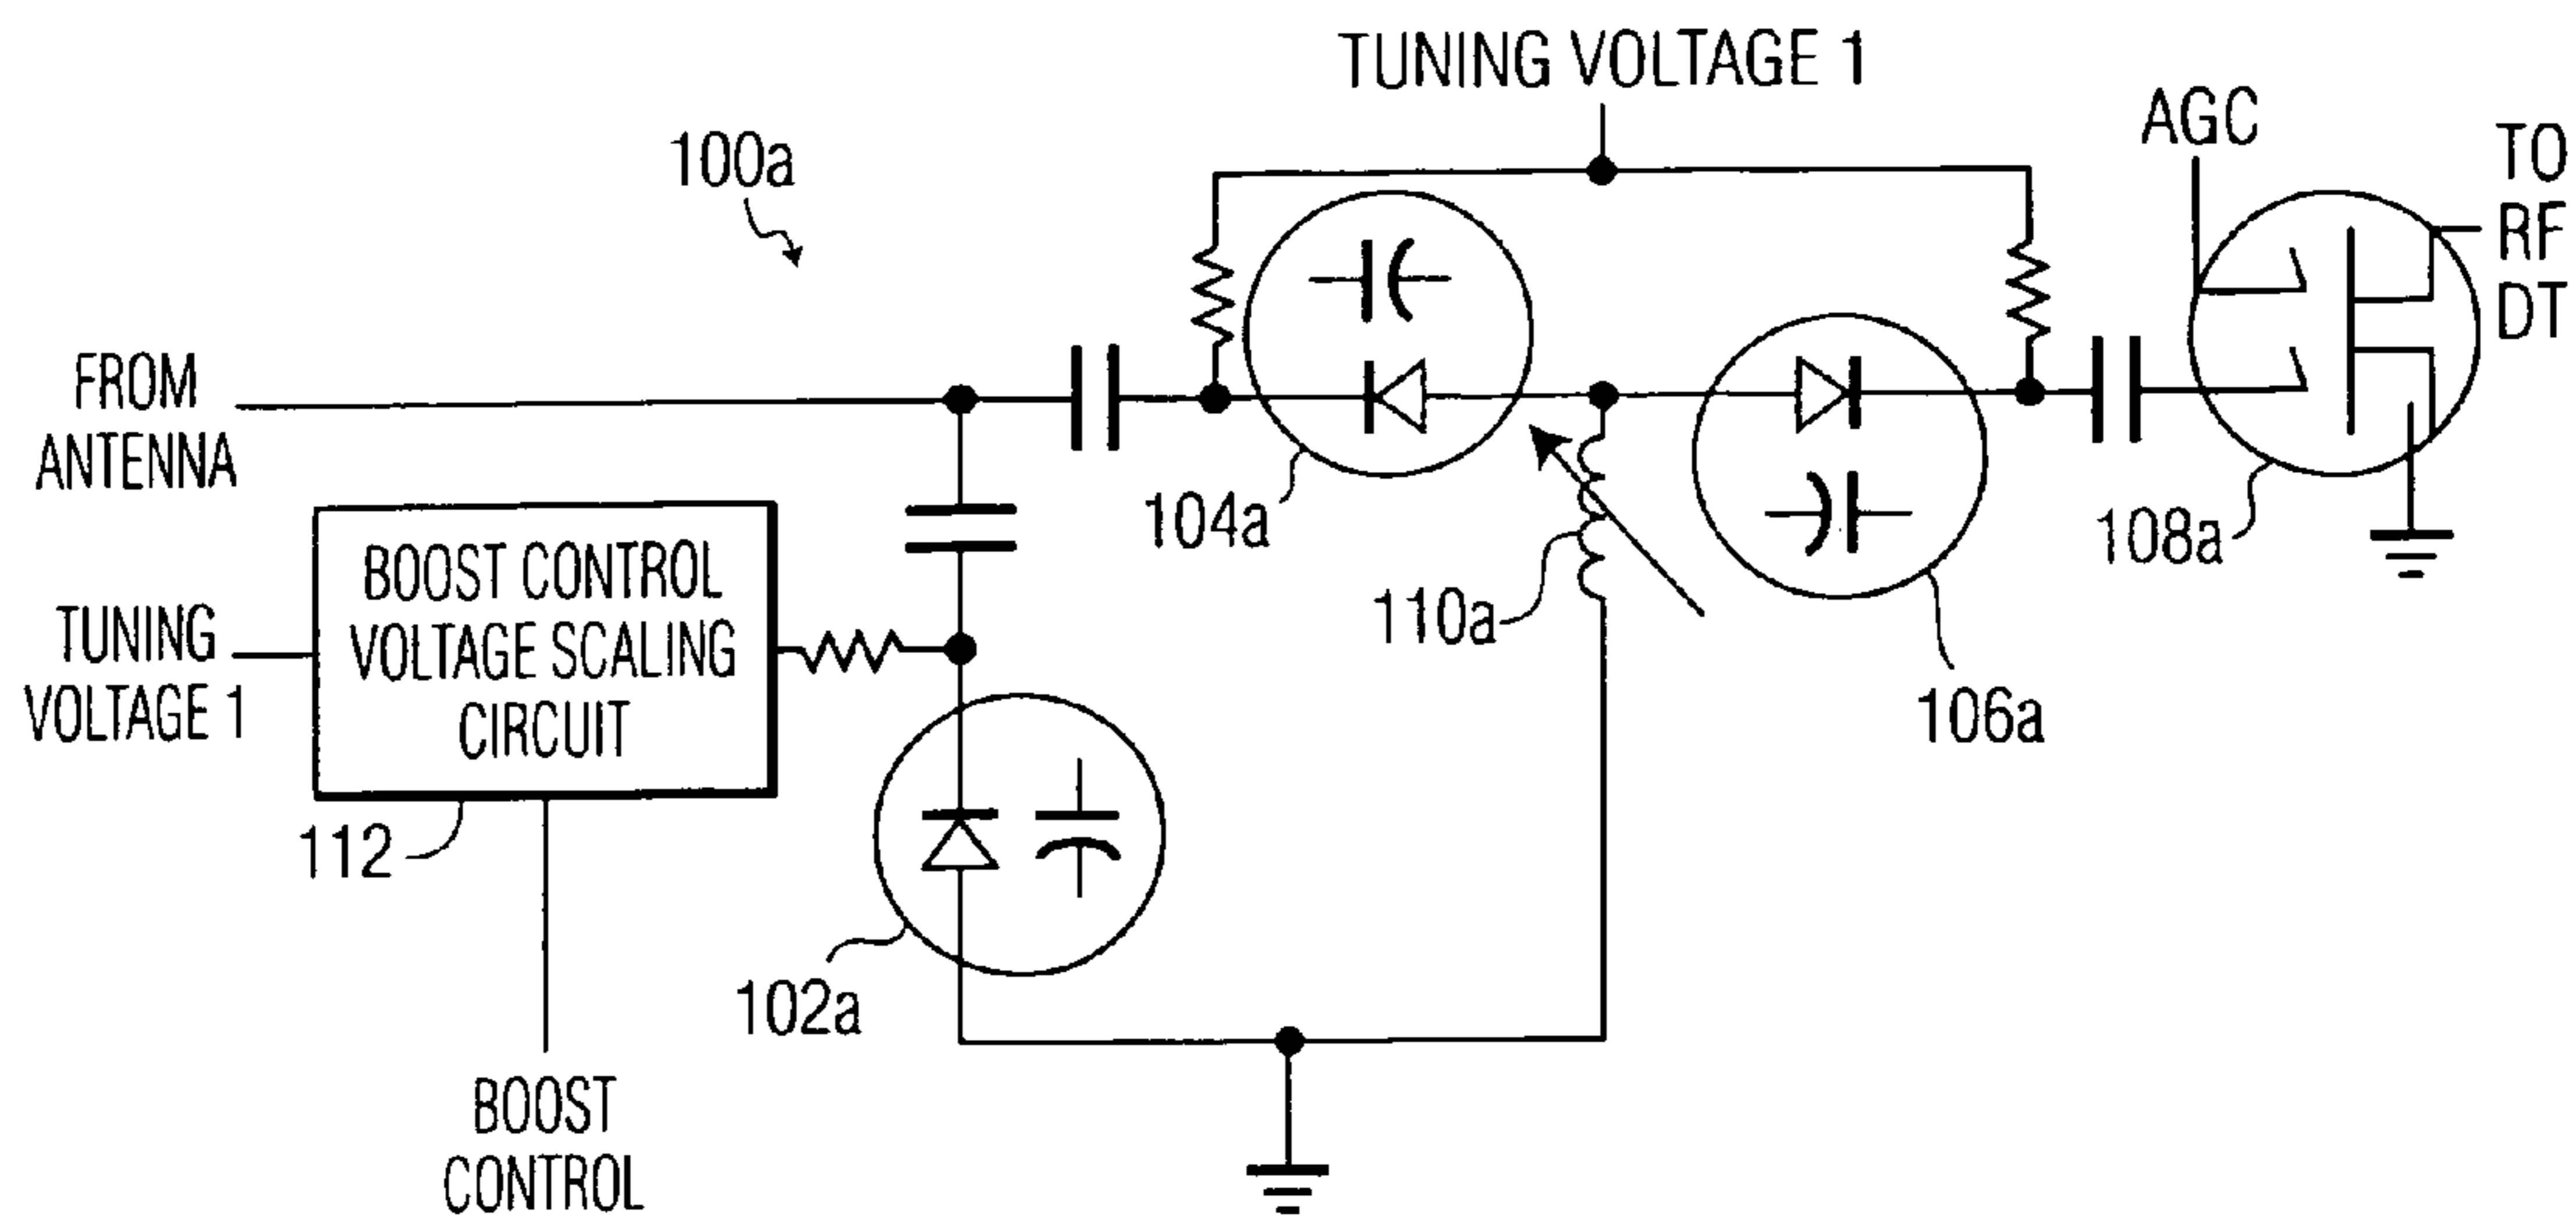 TUNING VOLTAGE 1
AGC
TO
RF
DT
100a
FROM
ANTENNA
104a
108a
BOOST CONTROL
VOLTAGE SCALING
CIRCUIT
TUNING
VOLTAGE 1
110a
106a
112
102a
BOOST
CONTROL